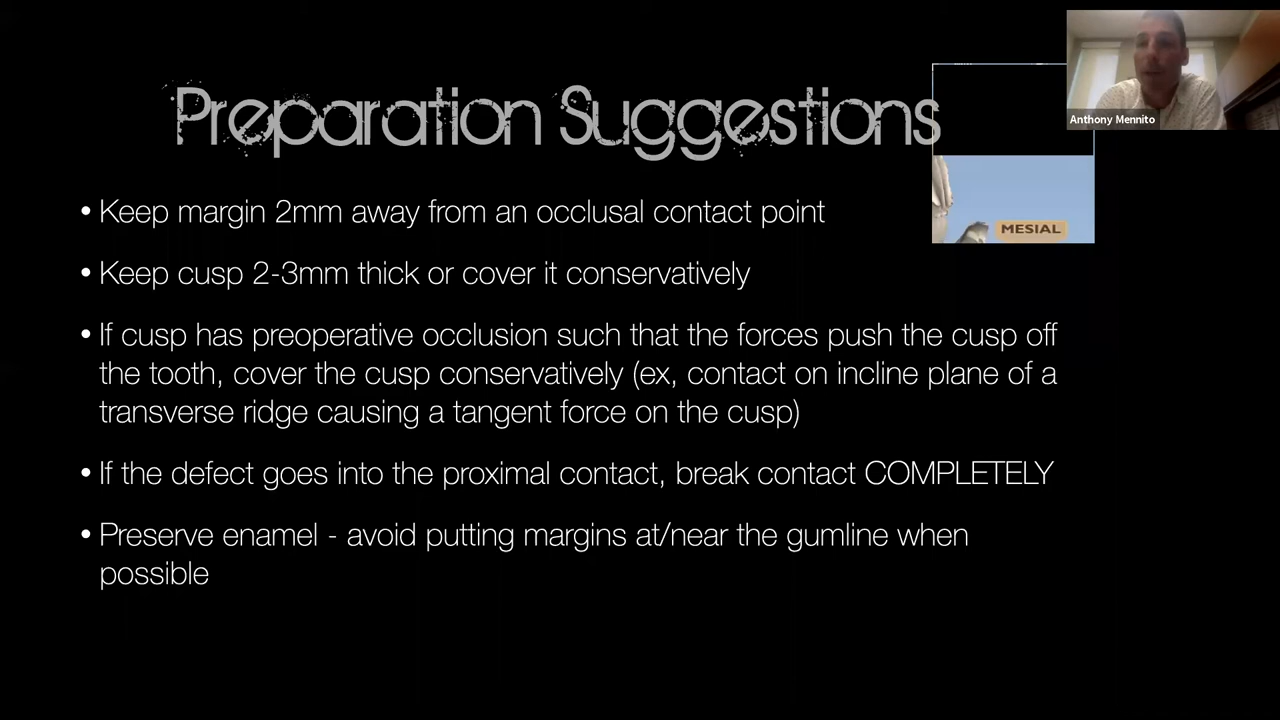 Preparation Suggestions
Anthony Mennito
MESIAL
• Keep margin 2mm away from an occlusal contact point
• Keep cusp 2-3mm thick or cover it conservatively
• If cusp has preoperative occlusion such that the forces push the cusp off
the tooth, cover the cusp conservatively (ex, contact on incline plane of a
transverse ridge causing a tangent force on the cusp)
• If the defect goes into the proximal contact, break contact COMPLETELY
• Preserve enamel - avoid putting margins at/near the gumline when
possible